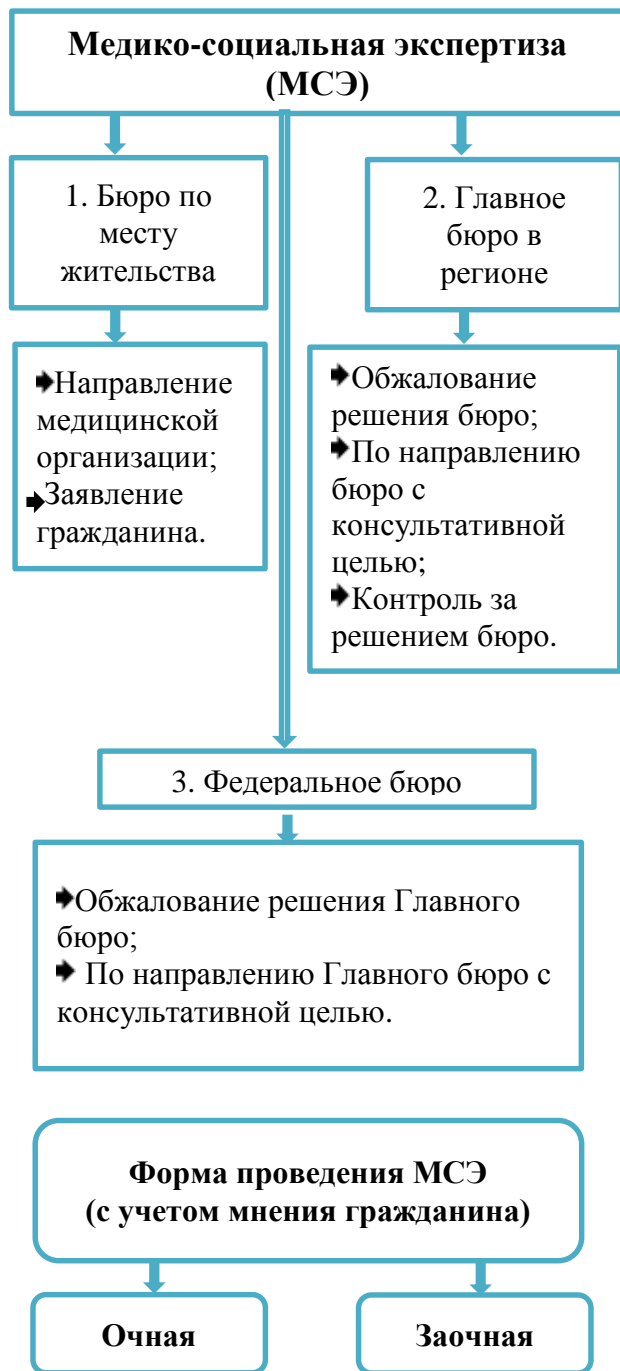 Медико-социальная экспертиза
(МСЭ)
1. Бюро по
месту
жительства
2. Главное
бюро в
регионе
Направление
медицинской
организации;
Заявление
гражданина.
Обжалование
решения бюро;
По направлению
бюро с
консультативной
целью;
Контроль за
решением бюро.
3. Федеральное бюро
Обжалование решения Главного
бюро;
По направлению Главного бюро с
консультативной целью.
Форма проведения МСЭ
(с учетом мнения гражданина)
Очная
Заочная